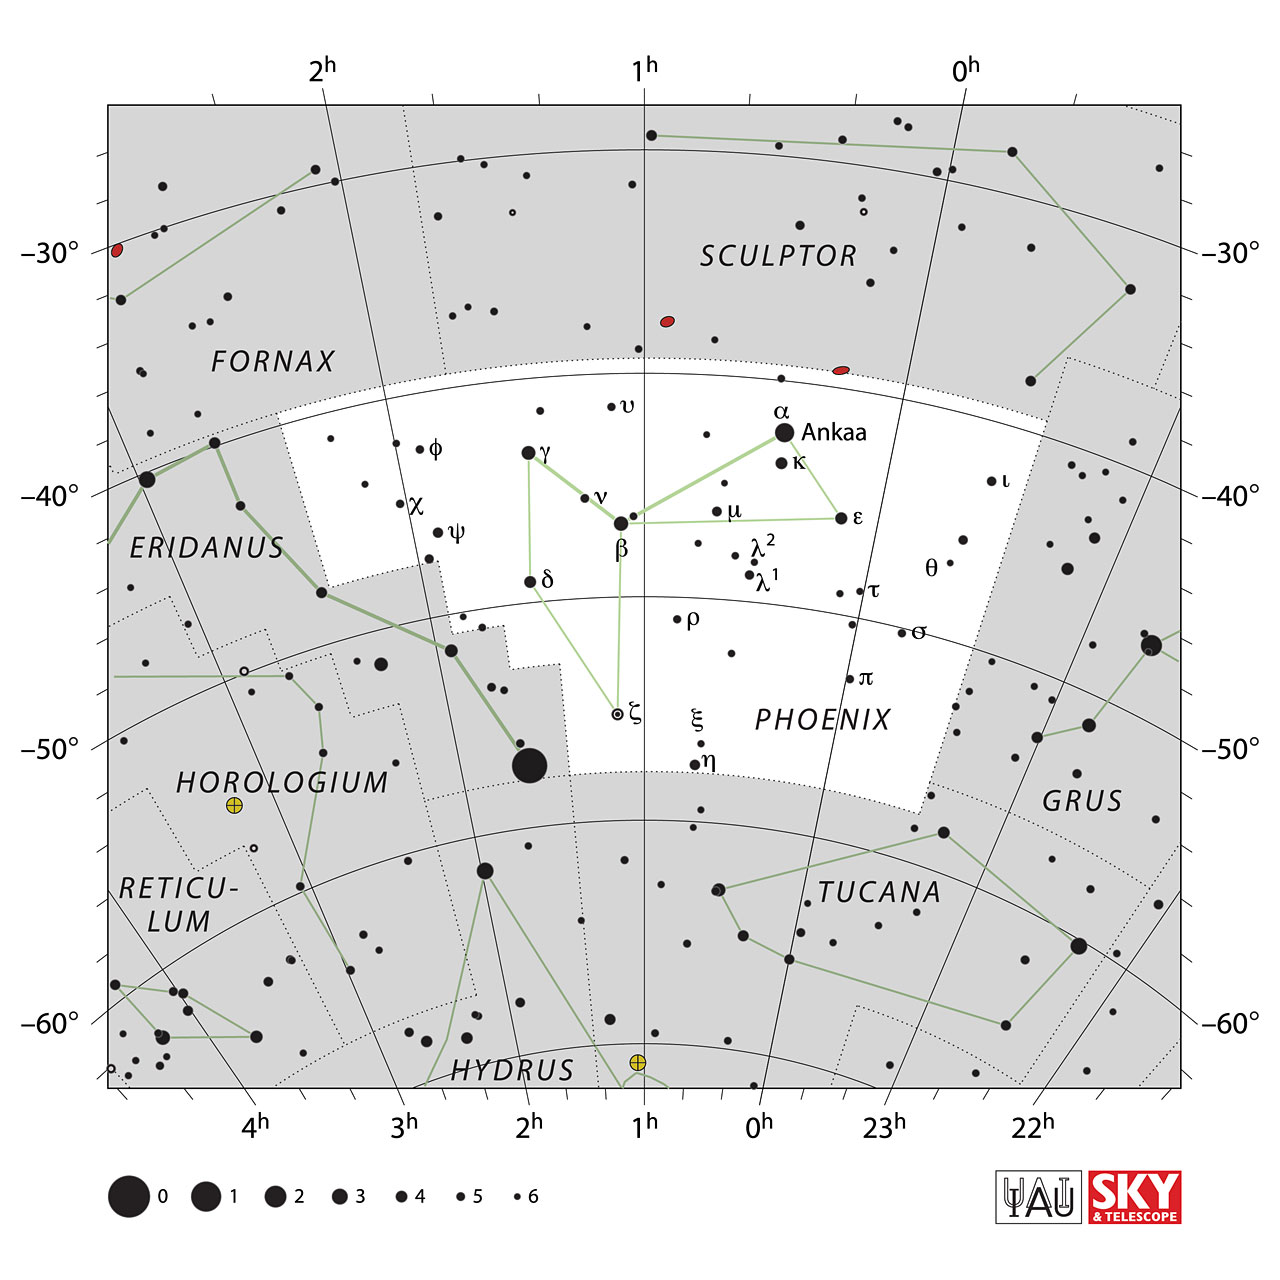 2h 1h 0h
SCULPTOR
–30° –30°
FORNAX
υ α
Ankaa
φ γ κ
ι
–40° –40°
χ ν μ ε
ψ
ERIDANUS β λ2
θ
δ λ1
τ
ρ σ
π
ζ ξ PHOENIX
–50° –50°
η
HOROLOGIUM
GRUS
RETICU-
LUM
TUCANA
–60° –60°
HYDRUS
4h 3h 2h 1h 0h 23h 22h
0 1 2 3 4 5 6
IAU
SKY
& TELESCOPE